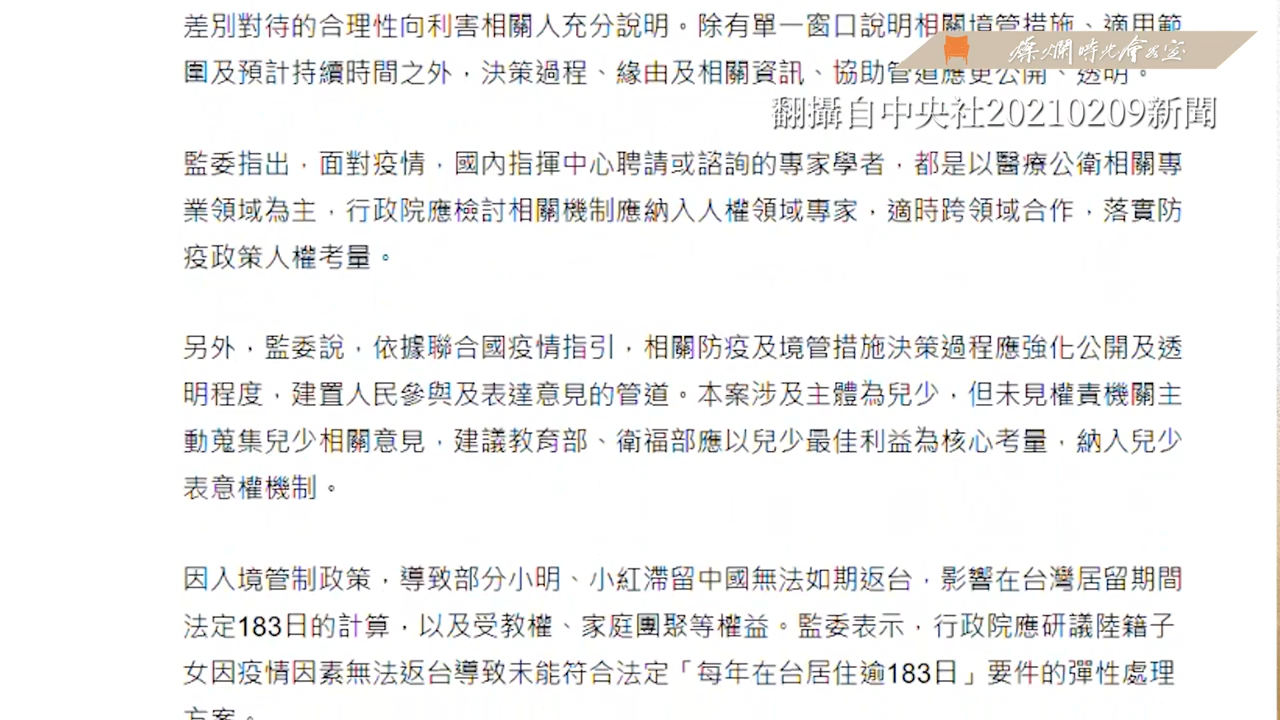 差別對待的合理性向利害相關人充分說明。除有單一窗口說明相關境管措施、適用範
圍及預計持續時間之外，決策過程、緣由及相關資訊、協助管道應更公開、透明。
燦爛時光會客室
翻攝自中央社20210209新聞
監委指出，面對疫情，國內指揮中心聘請或諮詢的專家學者，都是以醫療公衛相關專
業領域為主，行政院應檢討相關機制應納入人權領域專家，適時跨領域合作，落實防
疫政策人權考量。
另外，監委說，依據聯合國疫情指引，相關防疫及境管措施決策過程應強化公開及透
明程度，建置人民參與及表達意見的管道。本案涉及主體為兒少，但未見權責機關主
動蒐集兒少相關意見，建議教育部、衛福部應以兒少最佳利益為核心考量，納入兒少
表意權機制。
因入境管制政策，導致部分小明、小紅滯留中國無法如期返台，影響在台灣居留期間
法定183日的計算，以及受教權、家庭團聚等權益。監委表示，行政院應研議陸籍子
女因疫情因素無法返台導致未能符合法定「每年在台居住逾183日」要件的彈性處理
方案。